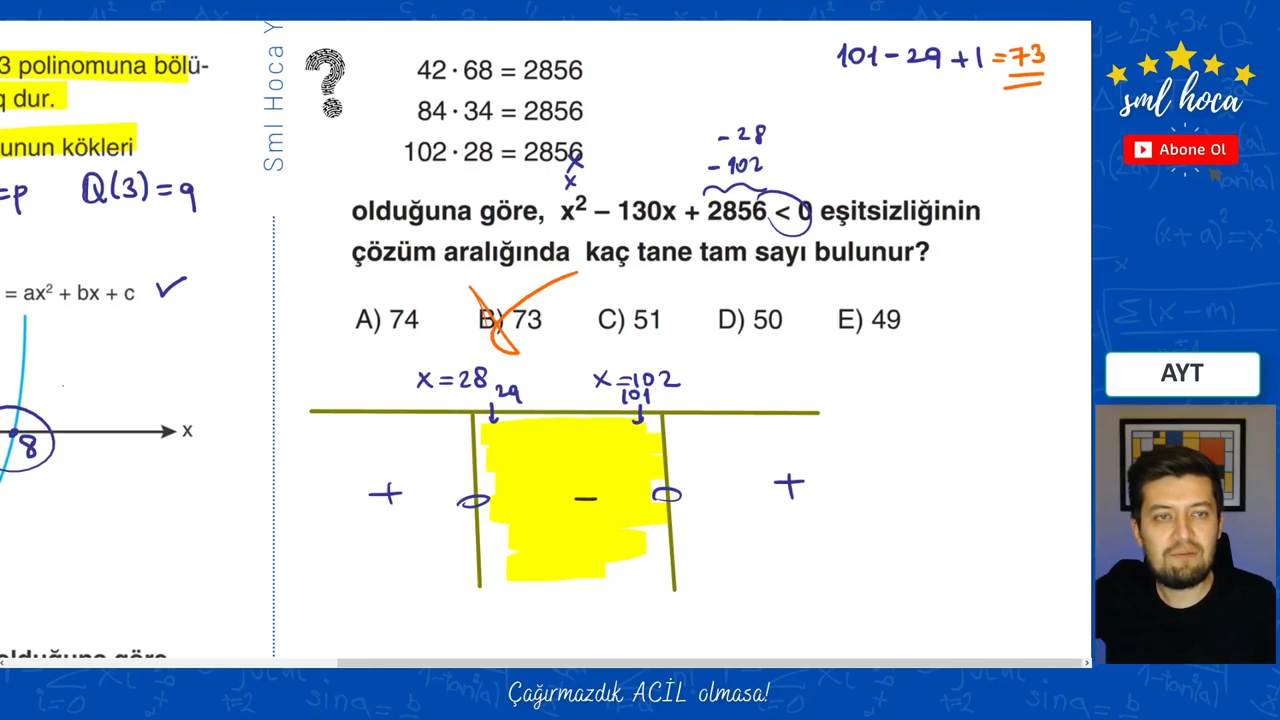 3 polinomuna bölü-
q dur.
unun kökleri
=p Q(3)=q
= ax² + bx + c ✓
x
8
olduğuna göre
Sml Hoca Y
?
42 · 68 = 2856
84 · 34 = 2856
102 · 28 = 2856
101 - 29 + 1 = 73
x - 28
x - 102
olduğuna göre, x² – 130x + 2856 < 0 eşitsizliğinin
çözüm aralığında kaç tane tam sayı bulunur?
A) 74 B) 73 C) 51 D) 50 E) 49
x = 28 x = 102
29 101
+ - +
sml hoca
Abone Ol
AYT
Çağırmazdık ACİL olmasa!